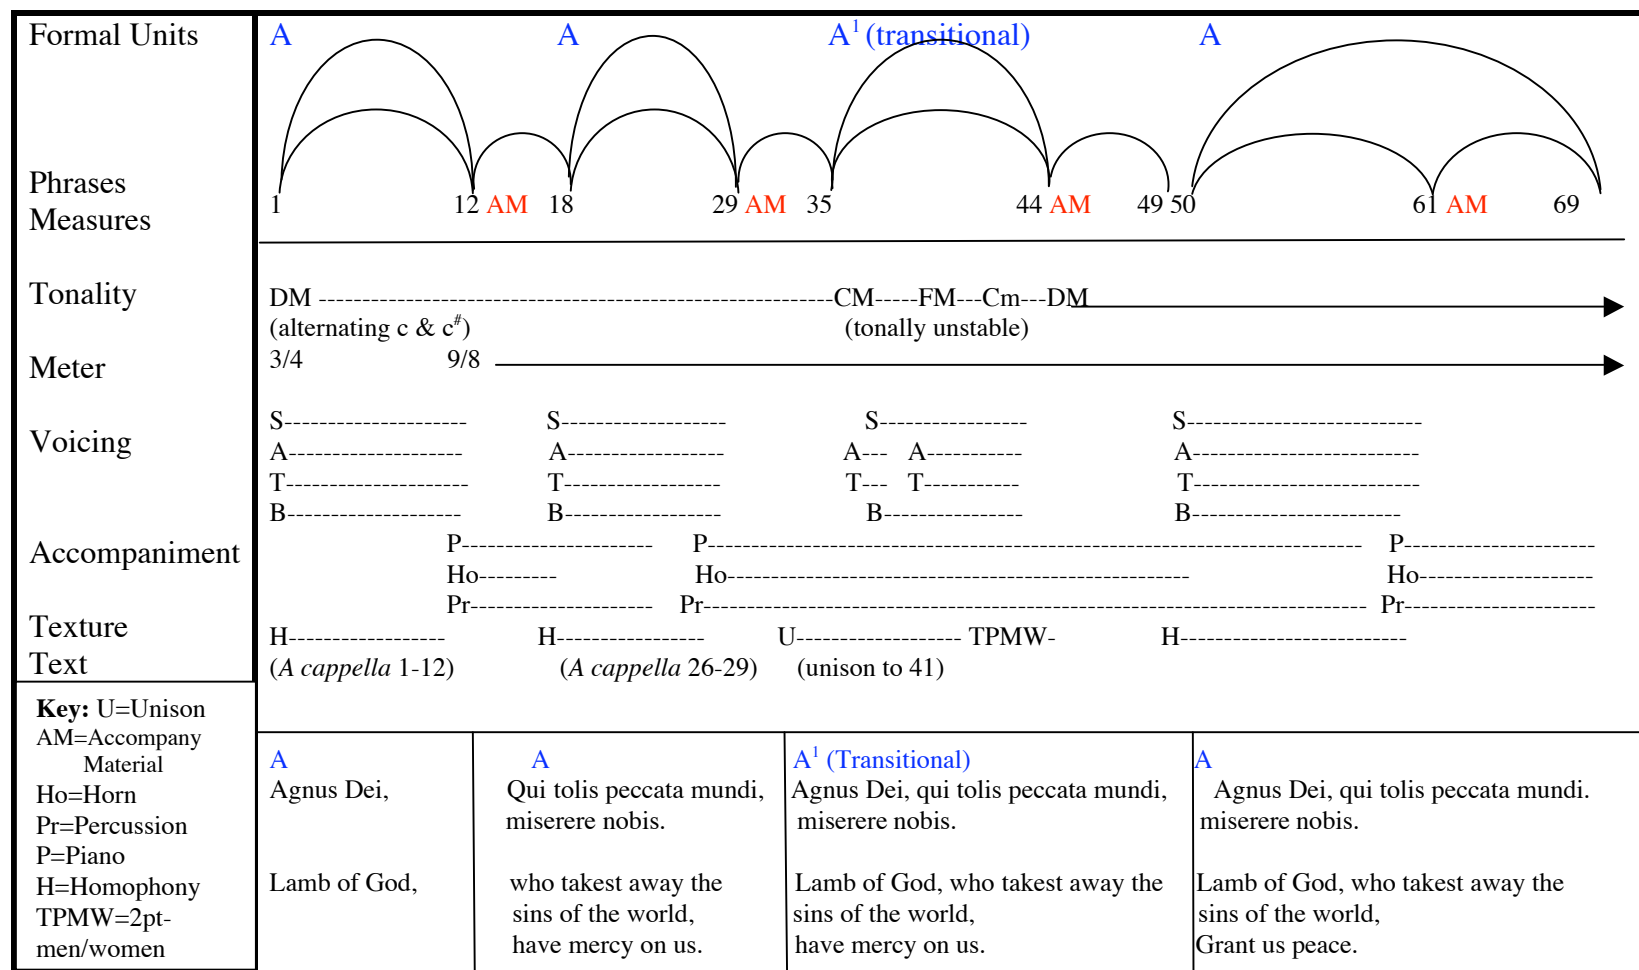 Formal Units A A A¹ (transitional) A
Phrases
Measures 1 12 AM 18 29 AM 35 44 AM 49 50 61 AM 69
Tonality DM ----------CM-----FM---Cm---DM
(alternating c & c#) (tonally unstable)
Meter 3/4 9/8
Voicing
S---------- S---------- S---------- S----------
A---------- A---------- A--- A---------- A----------
T---------- T---------- T--- T---------- T----------
B---------- B---------- B---------- B----------
Accompaniment
P---------- P---------- P----------
Ho--------- Ho---------- Ho----------
Pr---------- Pr---------- Pr----------
Texture H---------- H---------- U---------- TPMW- H----------
Text (A cappella 1-12) (A cappella 26-29) (unison to 41)
Key: U=Unison
AM=Accompany
Material
Ho=Horn
Pr=Percussion
P=Piano
H=Homophony
TPMW=2pt-
men/women
A
Agnus Dei,
Lamb of God,
A
Qui tolis peccata mundi,
miserere nobis.
who takest away the
sins of the world,
have mercy on us.
A¹ (Transitional)
Agnus Dei, qui tolis peccata mundi,
miserere nobis.
Lamb of God, who takest away the
sins of the world,
have mercy on us.
A
Agnus Dei, qui tolis peccata mundi.
miserere nobis.
Lamb of God, who takest away the
sins of the world,
Grant us peace.